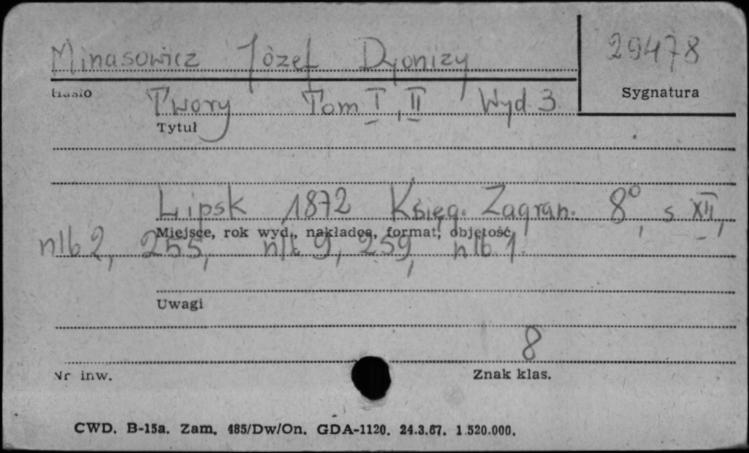 Minasowicz Józef Dyonizy 29478
Hasło Sygnatura
Twory Tom I, II Wyd. 3
Tytuł
Lipsk 1872 Księg. Zagran. 8°, s XII,
Miejsce, rok wyd., nakładca, format, objętość
nlb 2, 255, nlb 9, 259, nlb 1.
Uwagi
8
Nr inw. Znak klas.
CWD. B-15a. Zam. 485/Dw/On. GDA-1120. 24.3.67. 1.520.000.